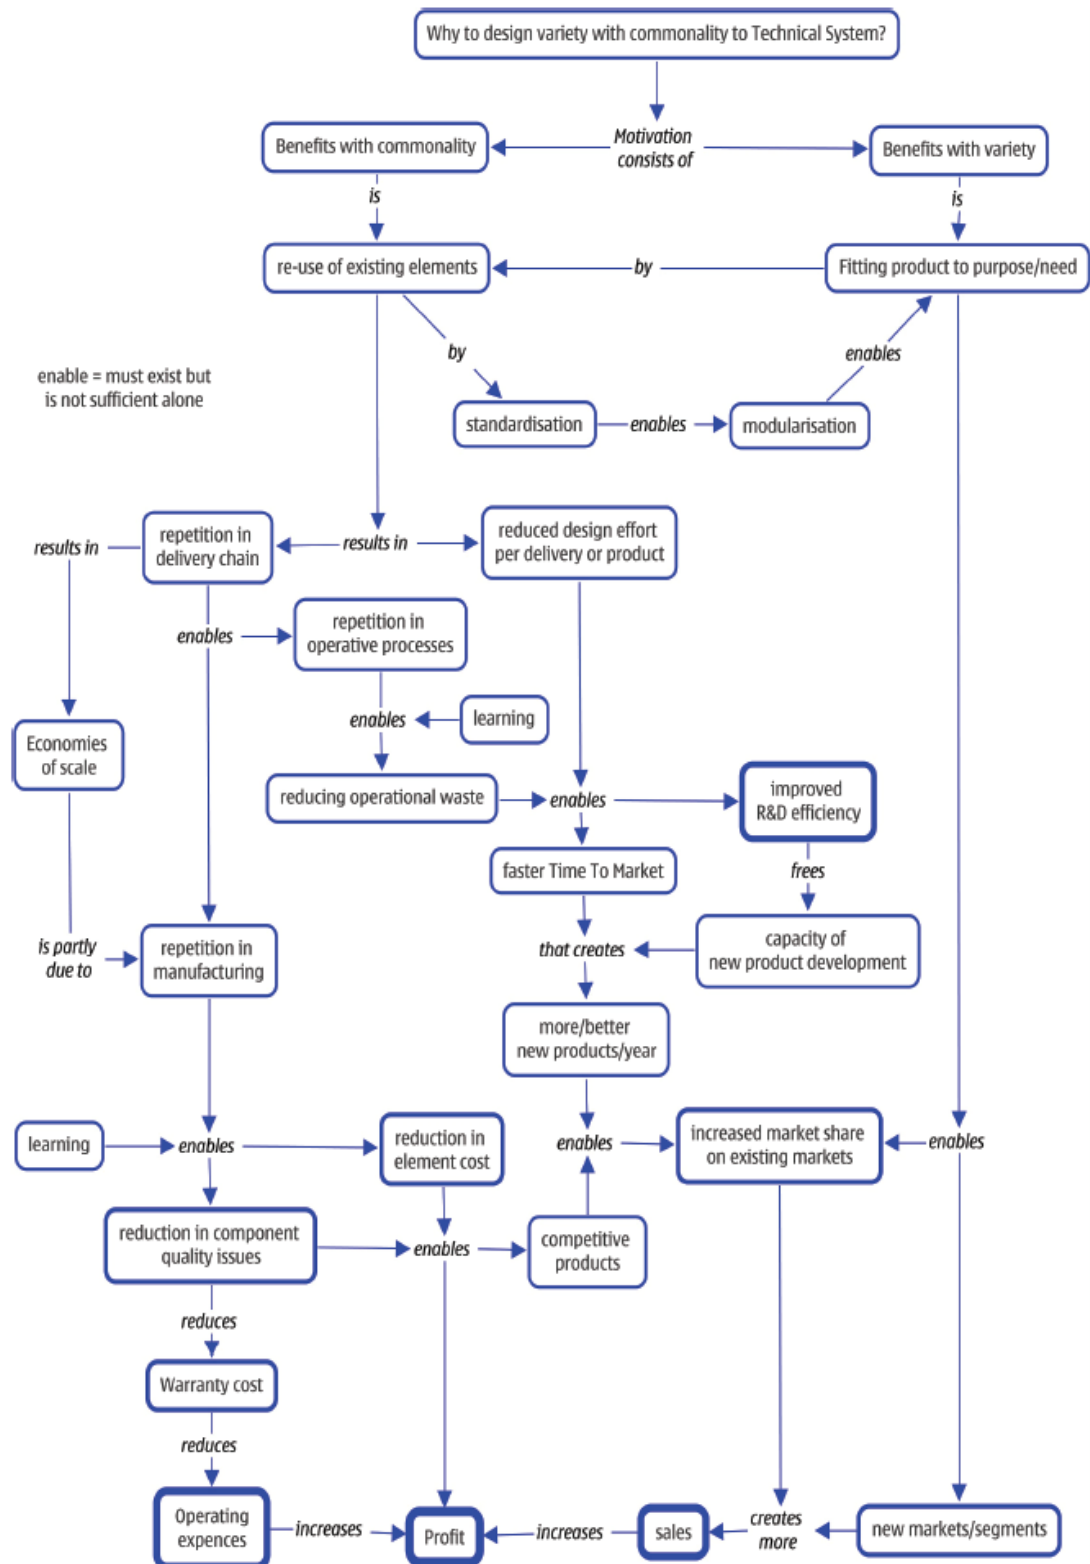 Why to design variety with commonality to Technical System?
Benefits with commonality
Motivation
consists of
Benefits with variety
is
is
re-use of existing elements
by
Fitting product to purpose/need
by
enables
enable = must exist but
is not sufficient alone
standardisation
enables
modularisation
results in
repetition in
delivery chain
results in
reduced design effort
per delivery or product
enables
repetition in
operative processes
enables
learning
Economies
of scale
reducing operational waste
enables
improved
R&D efficiency
faster Time To Market
frees
is partly
due to
repetition in
manufacturing
that creates
capacity of
new product development
more/better
new products/year
learning
enables
reduction in
element cost
enables
increased market share
on existing markets
enables
reduction in component
quality issues
enables
competitive
products
reduces
Warranty cost
reduces
Operating
expences
increases
Profit
increases
sales
creates
more
new markets/segments